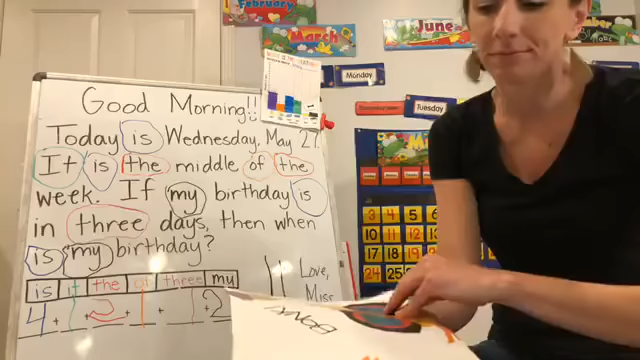 February
March
June
Monday
Tuesday
Good Morning!!
Today is Wednesday. May 27.
It is the middle of the
week. If my birthday is
in three days, then when
is my birthday?
is it the of three my
4 + + 2 + + +2
Love,
Miss
3 4 5 6
10 11 12 13
17 18 19 20
24 25